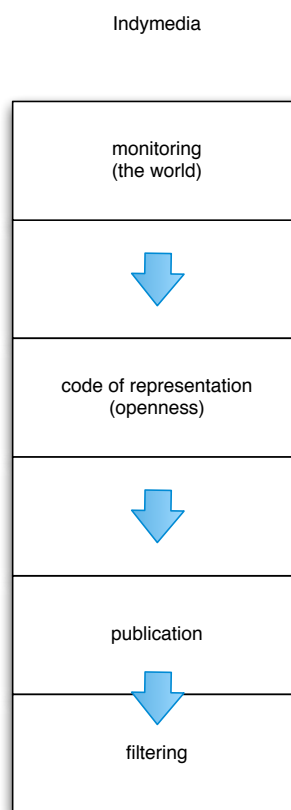 Indymedia
monitoring
(the world)
code of representation
(openness)
publication
filtering